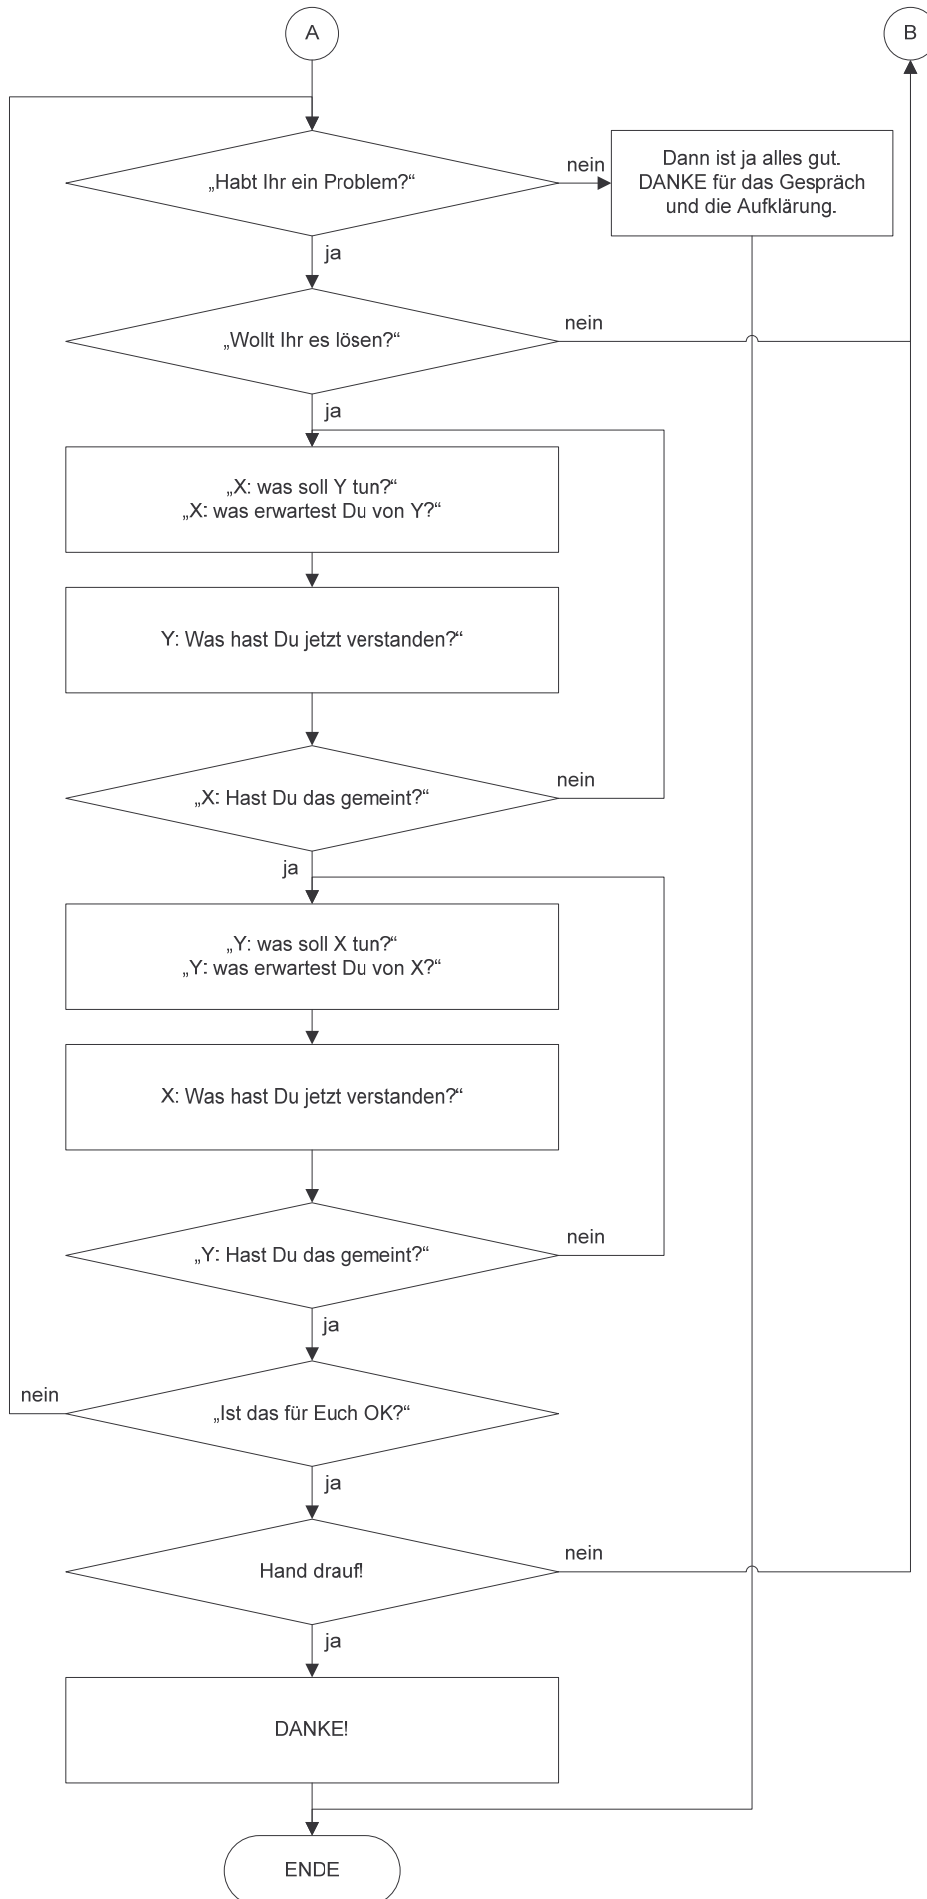 A
B
„Habt Ihr ein Problem?“
nein
Dann ist ja alles gut.
DANKE für das Gespräch
und die Aufklärung.
ja
„Wollt Ihr es lösen?“
nein
ja
„X: was soll Y tun?“
„X: was erwartest Du von Y?“
Y: Was hast Du jetzt verstanden?“
„X: Hast Du das gemeint?“
nein
ja
„Y: was soll X tun?“
„Y: was erwartest Du von X?“
X: Was hast Du jetzt verstanden?“
„Y: Hast Du das gemeint?“
nein
ja
nein
„Ist das für Euch OK?“
ja
Hand drauf!
nein
ja
DANKE!
ENDE